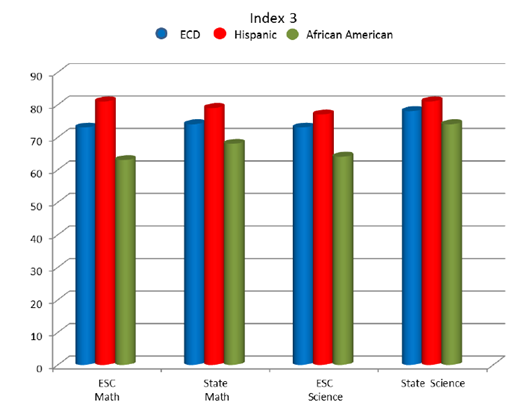 Index 3
ECD Hispanic African American
90
80
70
60
50
40
30
20
10
0
ESC Math
State Math
ESC Science
State Science